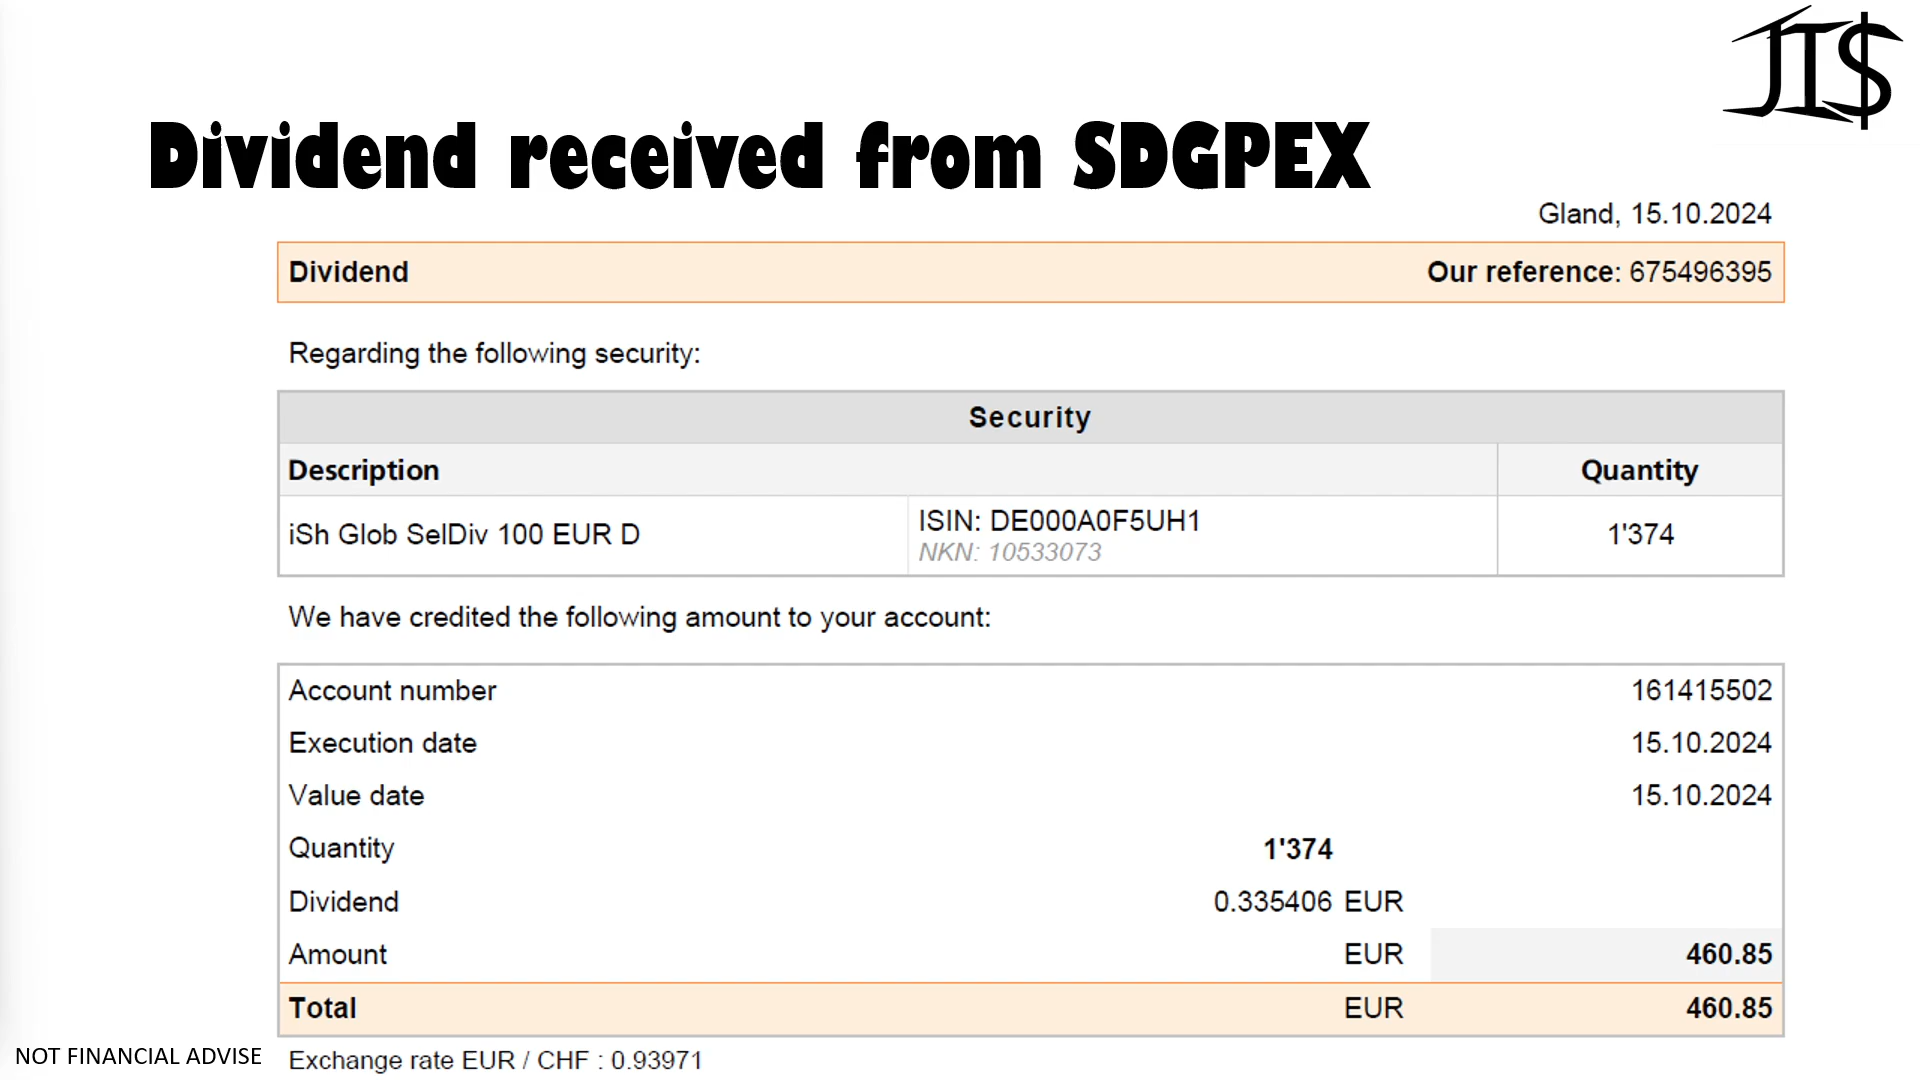 JI$
Dividend received from SDGPEX
Gland, 15.10.2024
Dividend Our reference: 675496395
Regarding the following security:
Security
Description Quantity
iSh Glob SelDiv 100 EUR D ISIN: DE000A0F5UH1 1'374
NKN: 10533073
We have credited the following amount to your account:
Account number 161415502
Execution date 15.10.2024
Value date 15.10.2024
Quantity 1'374
Dividend 0.335406 EUR
Amount EUR 460.85
Total EUR 460.85
NOT FINANCIAL ADVISE
Exchange rate EUR / CHF : 0.93971